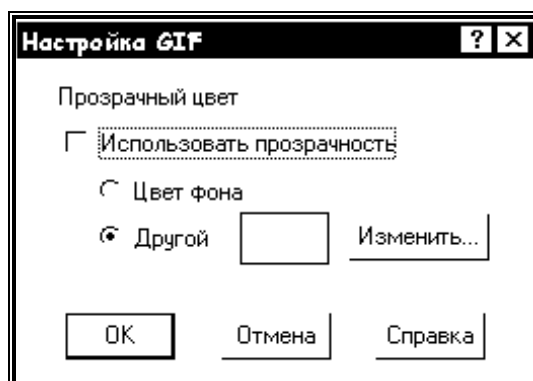 Настройка GIF ? ×
Прозрачный цвет
Использовать прозрачность
Цвет фона
Другой Изменить...
OK Отмена Справка